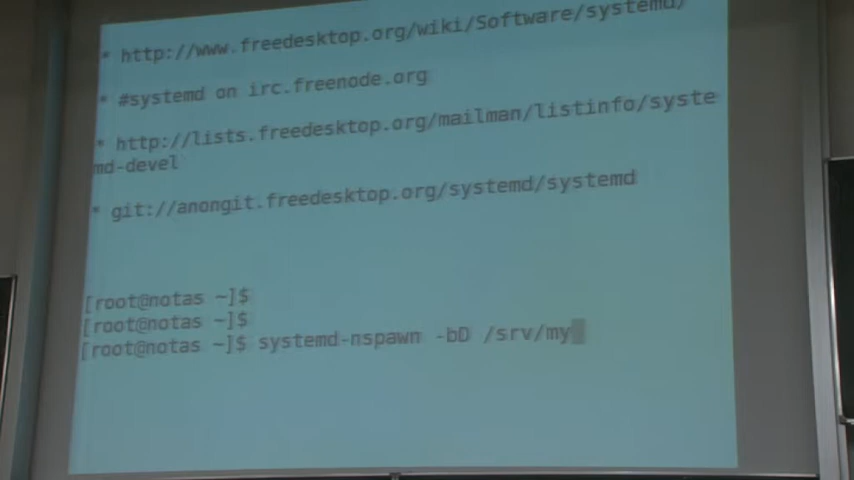 * http://www.freedesktop.org/wiki/Software/systemd/
* #systemd on irc.freenode.org
* http://lists.freedesktop.org/mailman/listinfo/syste
md-devel
* git://anongit.freedesktop.org/systemd/systemd
[root@notas ~]$
[root@notas ~]$
[root@notas ~]$ systemd-nspawn -bD /srv/my